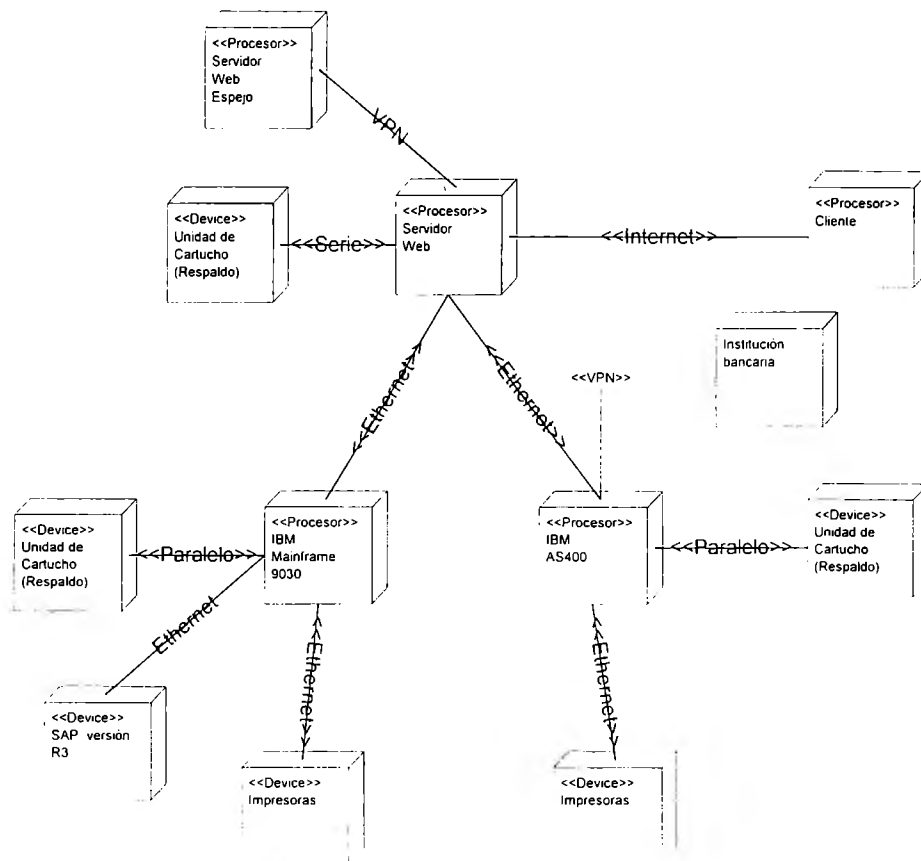 <<Procesor>>
Servidor
Web
Espejo
VPN
<<Device>>
Unidad de
Cartucho
(Respaldo)
<<Serie>>
<<Procesor>>
Servidor
Web
<<Internet>>
<<Procesor>>
Cliente
Institución
bancaria
<<VPN>>
<<Ethernet>>
<<Ethernet>>
<<Device>>
Unidad de
Cartucho
(Respaldo)
<<Paralelo>>
<<Procesor>>
IBM
Mainframe
9030
<<Procesor>>
IBM
AS400
<<Paralelo>>
<<Device>>
Unidad de
Cartucho
(Respaldo)
Ethernet
<<Ethernet>>
<<Ethernet>>
<<Device>>
SAP versión
R3
<<Device>>
Impresoras
<<Device>>
Impresoras